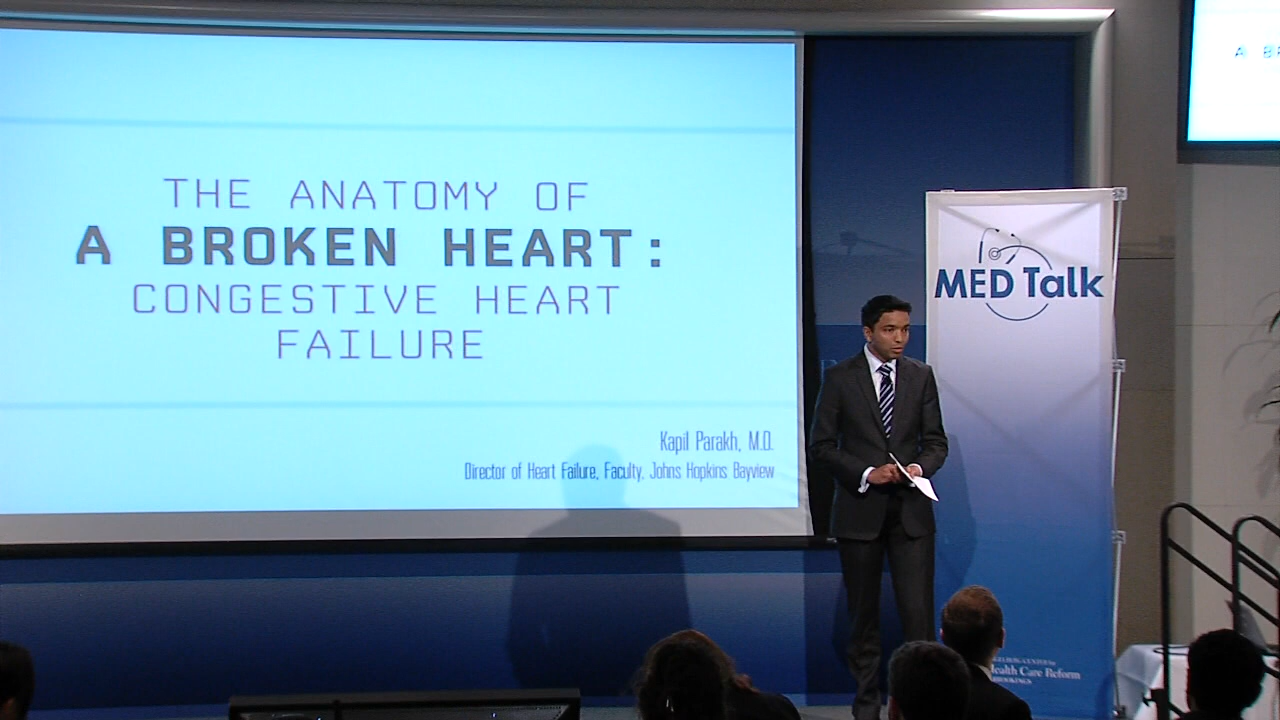 THE ANATOMY OF
A BROKEN HEART:
CONGESTIVE HEART
FAILURE
Kapil Parakh, M.D.
Director of Heart Failure, Faculty, Johns Hopkins Bayview
MED Talk
Health Care Reform
BROOKINGS